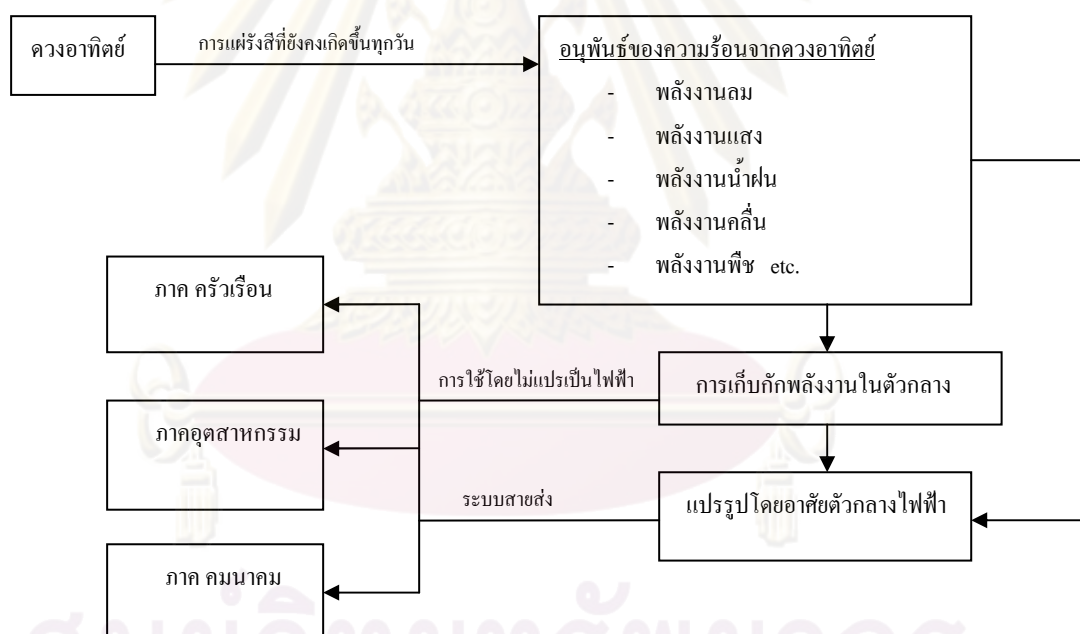 ดวงอาทิตย์
การแผ่รังสีที่ยังคงเกิดขึ้นทุกวัน
อนุพันธ์ของความร้อนจากดวงอาทิตย์
- พลังงานลม
- พลังงานแสง
- พลังงานน้ำฝน
- พลังงานคลื่น
- พลังงานพืช etc.
ภาค ครัวเรือน
การใช้โดยไม่แปรเป็นไฟฟ้า
การเก็บกักพลังงานในตัวกลาง
ภาคอุตสาหกรรม
ระบบสายส่ง
แปรรูปโดยอาศัยตัวกลางไฟฟ้า
ภาค คมนาคม